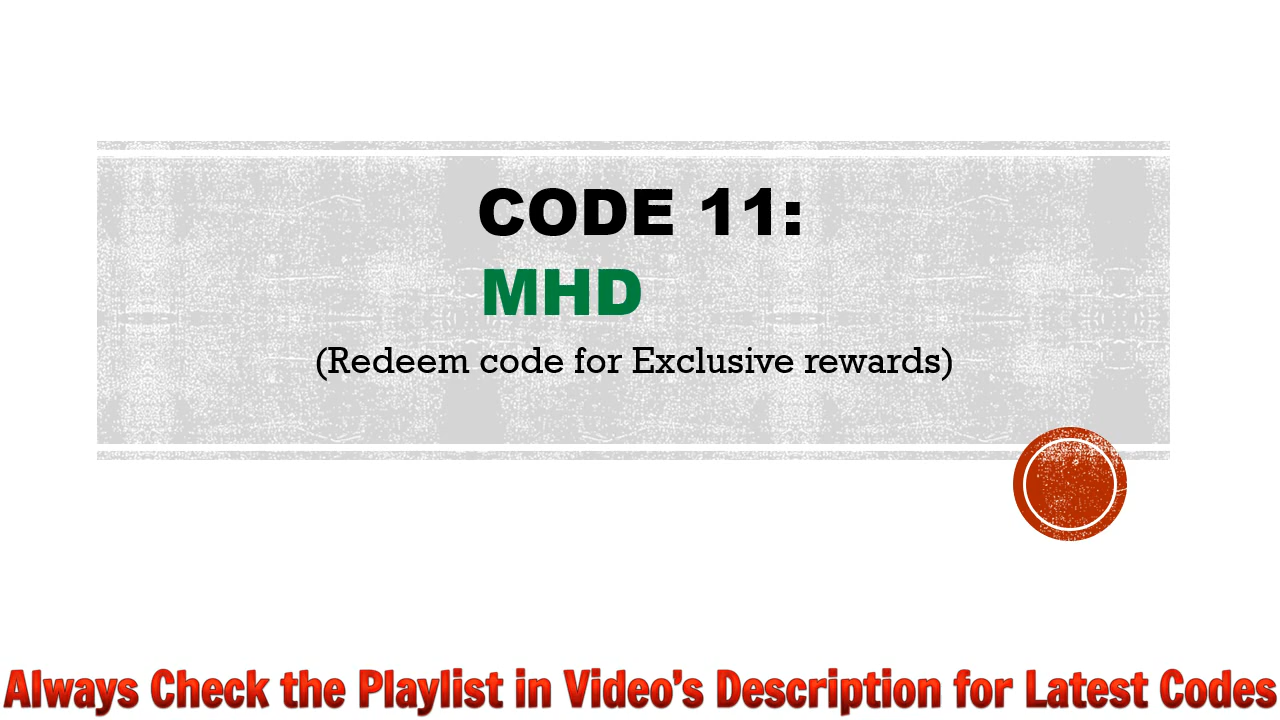 CODE 11:
MHD
(Redeem code for Exclusive rewards)
Always Check the Playlist in Video's Description for Latest Codes